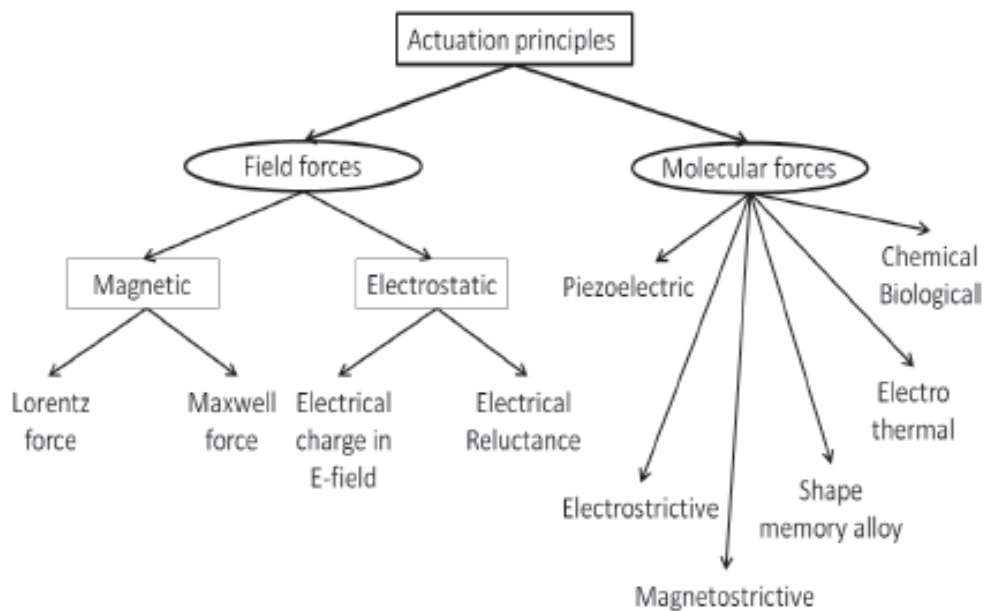 Actuation principles
Field forces
Molecular forces
Magnetic
Electrostatic
Piezoelectric
Chemical
Biologicall
Lorentz
force
Maxwell
force
Electrical
charge in
E-field
Electrical
Reluctance
Electro
thermal
Electrostrictive
Shape
memory alloy
Magnetostrictive